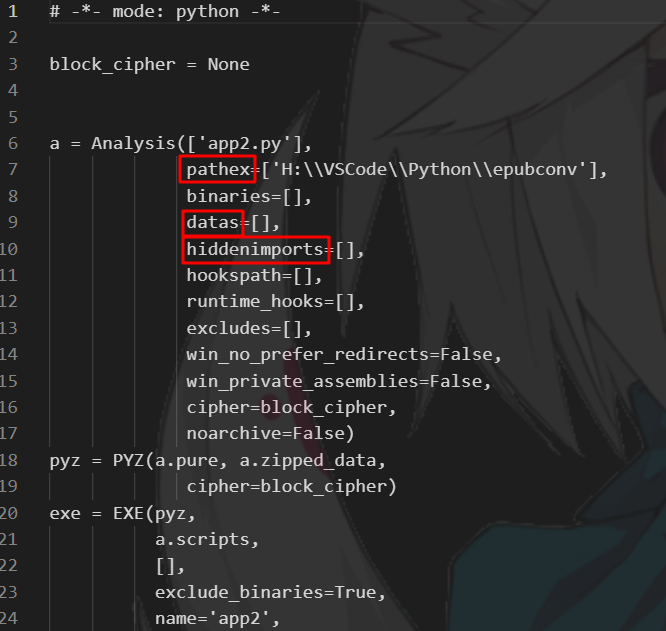 1 # -*- mode: python -*-
2
3 block_cipher = None
4
5
6 a = Analysis(['app2.py'],
7 pathex=['H:\\VSCode\\Python\\epubconv'],
8 binaries=[],
9 datas=[],
10 hiddenimports=[],
11 hookspath=[],
12 runtime_hooks=[],
13 excludes=[],
14 win_no_prefer_redirects=False,
15 win_private_assemblies=False,
16 cipher=block_cipher,
17 noarchive=False)
18 pyz = PYZ(a.pure, a.zipped_data,
19 cipher=block_cipher)
20 exe = EXE(pyz,
21 a.scripts,
22 [],
23 exclude_binaries=True,
24 name='app2',